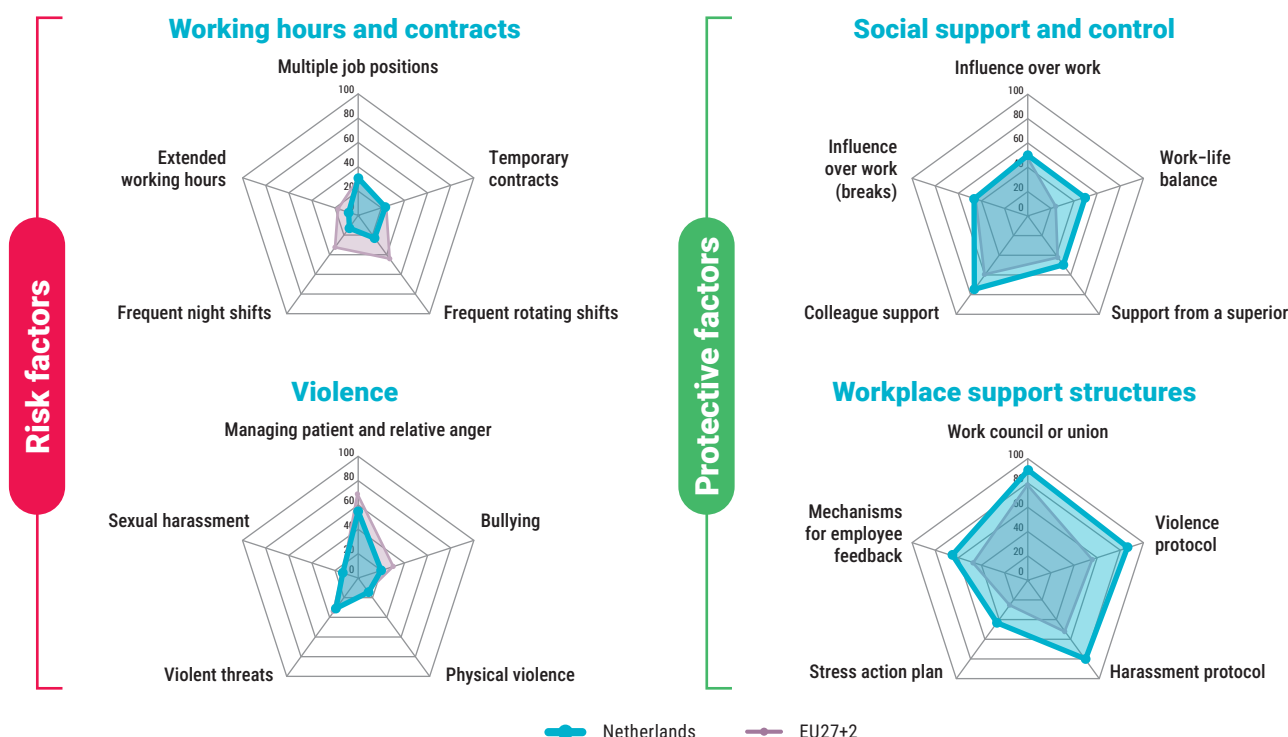 Risk factors
Working hours and contracts
Multiple job positions
100
80
60
40
20
Extended
working hours
Temporary
contracts
Frequent night shifts
Frequent rotating shifts
Violence
Managing patient and relative anger
100
80
60
40
20
0
Sexual harassment
Bullying
Violent threats
Physical violence
Protective factors
Social support and control
Influence over work
100
80
60
40
20
0
Influence
over work
(breaks)
Work–life
balance
Colleague support
Support from a superior
Workplace support structures
Work council or union
100
80
60
40
20
0
Mechanisms
for employee
feedback
Violence
protocol
Stress action plan
Harassment protocol
Netherlands
EU27+2